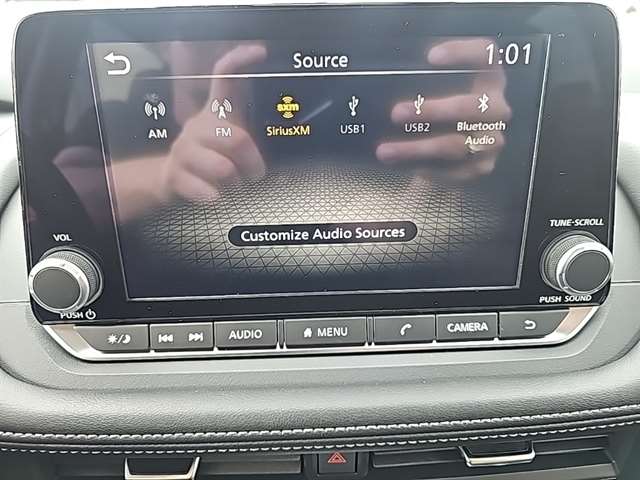 Source
1:01
sxm
AM
FM
SiriusXM
USB1
USB2
Bluetooth
Audio
Customize Audio Sources
VOL
TUNE·SCROLL
PUSH
PUSH SOUND
AUDIO
MENU
CAMERA